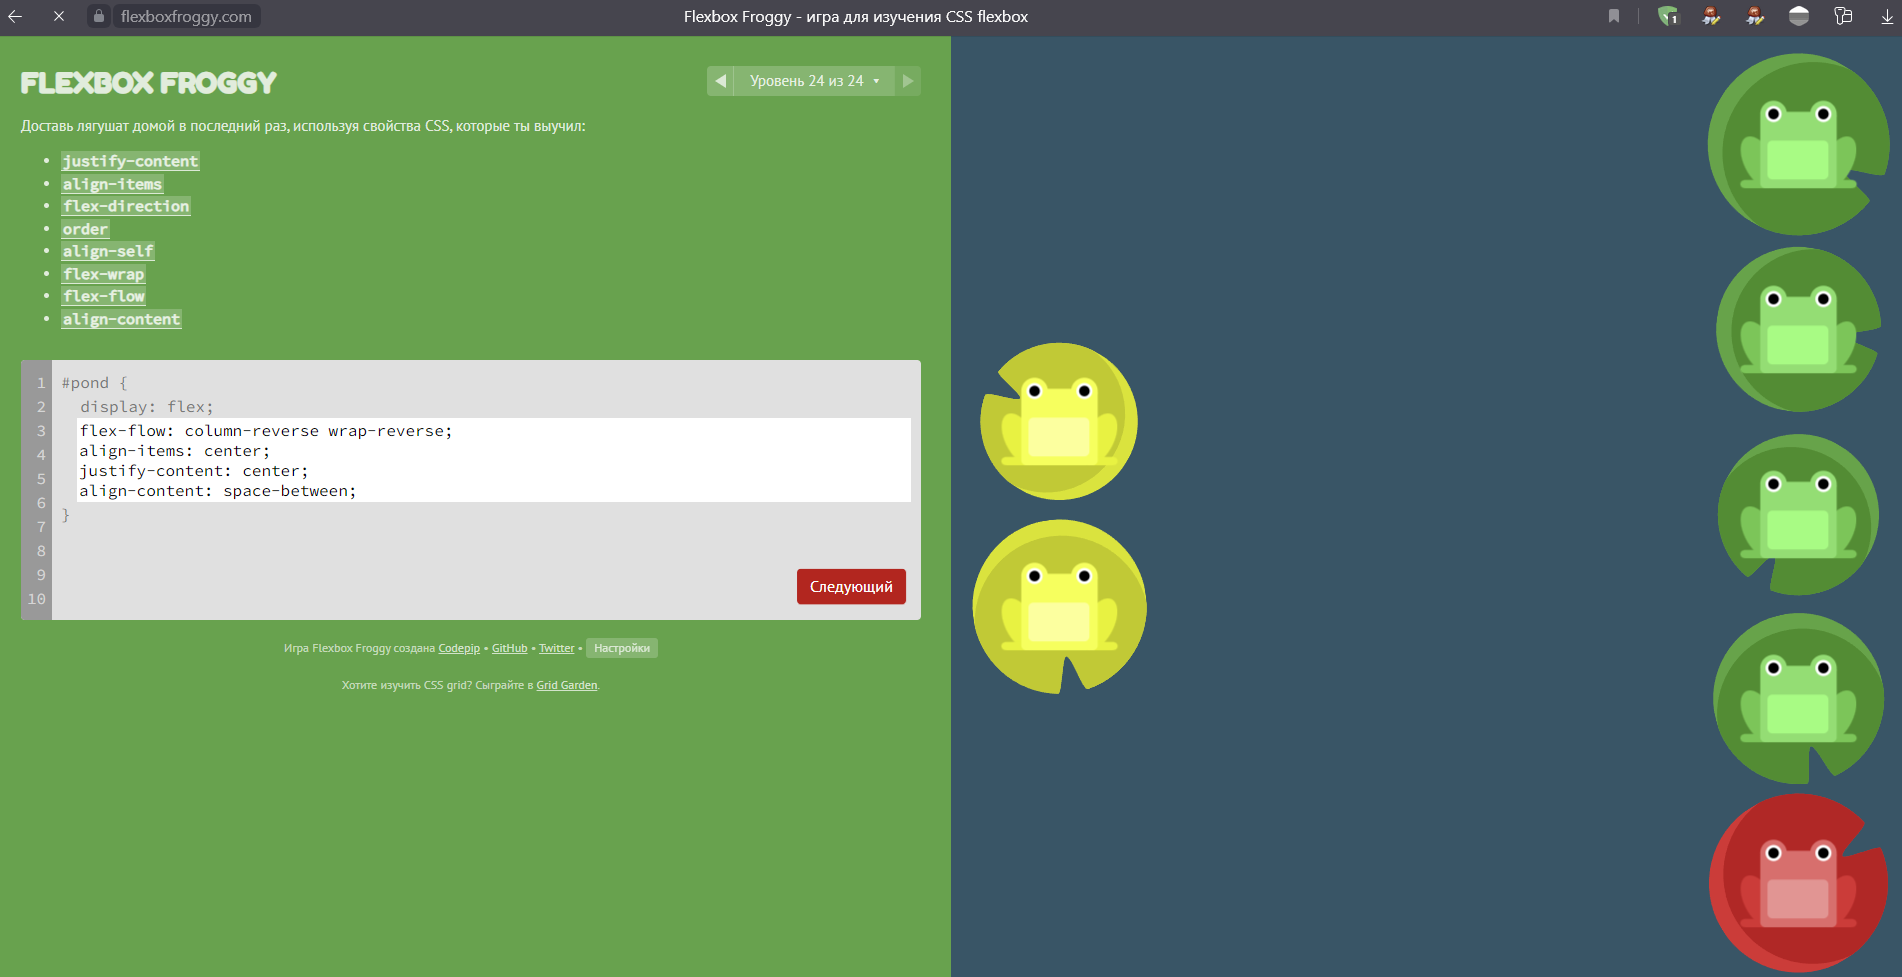 flexboxfroggy.com
Flexbox Froggy - игра для изучения CSS flexbox
1
FLEXBOX FROGGY
Уровень 24 из 24
Доставь лягушат домой в последний раз, используя свойства CSS, которые ты выучил:
justify-content
align-items
flex-direction
order
align-self
flex-wrap
flex-flow
align-content
1 #pond {
2 display: flex;
3 flex-flow: column-reverse wrap-reverse;
4 align-items: center;
5 justify-content: center;
6 align-content: space-between;
7 }
8
9
10
Следующий
Игра Flexbox Froggy создана Codepip • GitHub • Twitter • Настройки
Хотите изучить CSS grid? Сыграйте в Grid Garden.